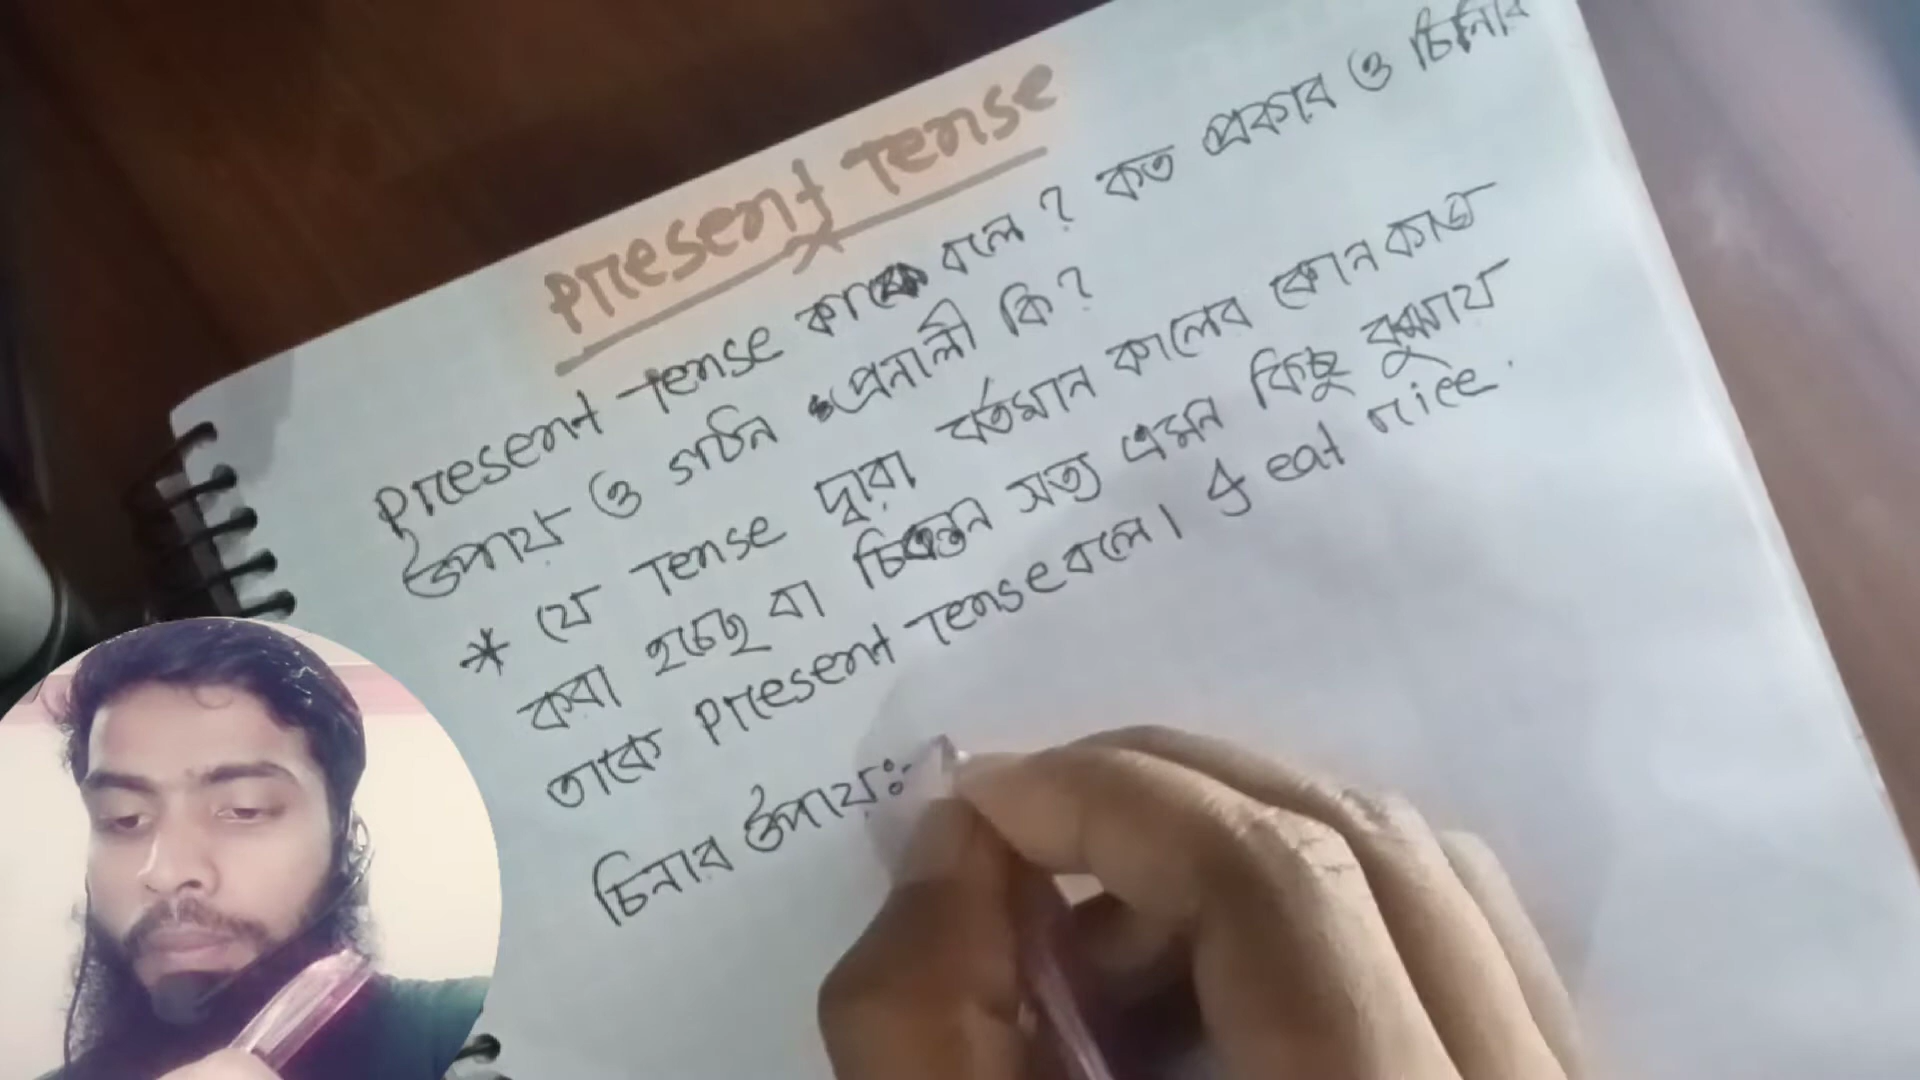 Present Tense
Present Tense কাকে বলে? কত প্রকার ও চিনার
উপায় ও গঠন প্রনালী কি?
* যে Tense দ্বারা বর্তমান কালের কোন কাজ
করা হচ্ছে বা চিরন্তন সত্য এমন কিছু বুঝায়
তাকে Present Tense বলে। I eat rice.
চিনার উপায়ঃ-